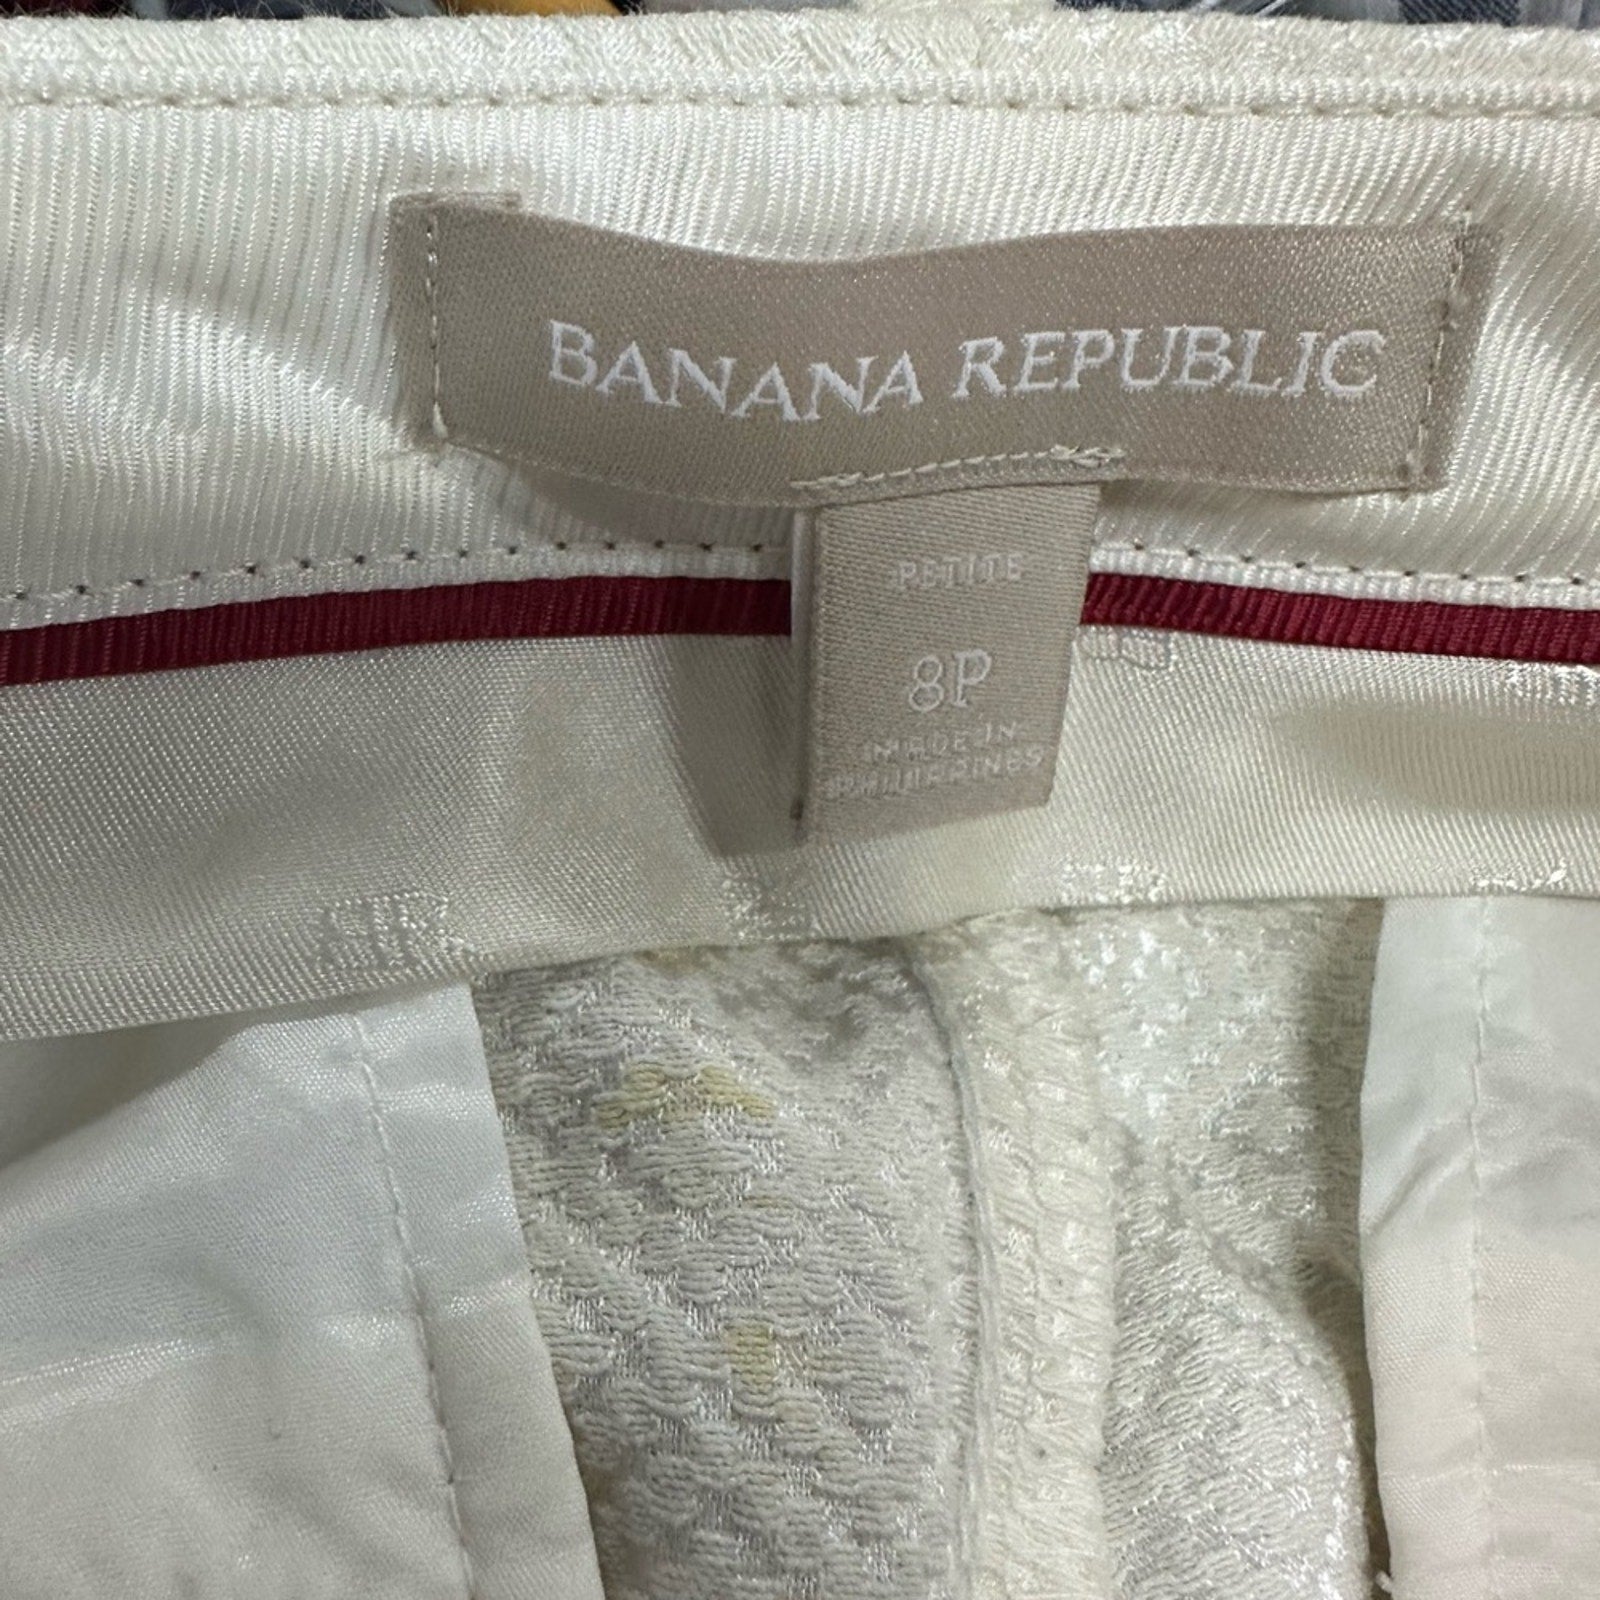 BANANA REPUBLIC
PETITE
8P
MADE IN
PHILIPPINES